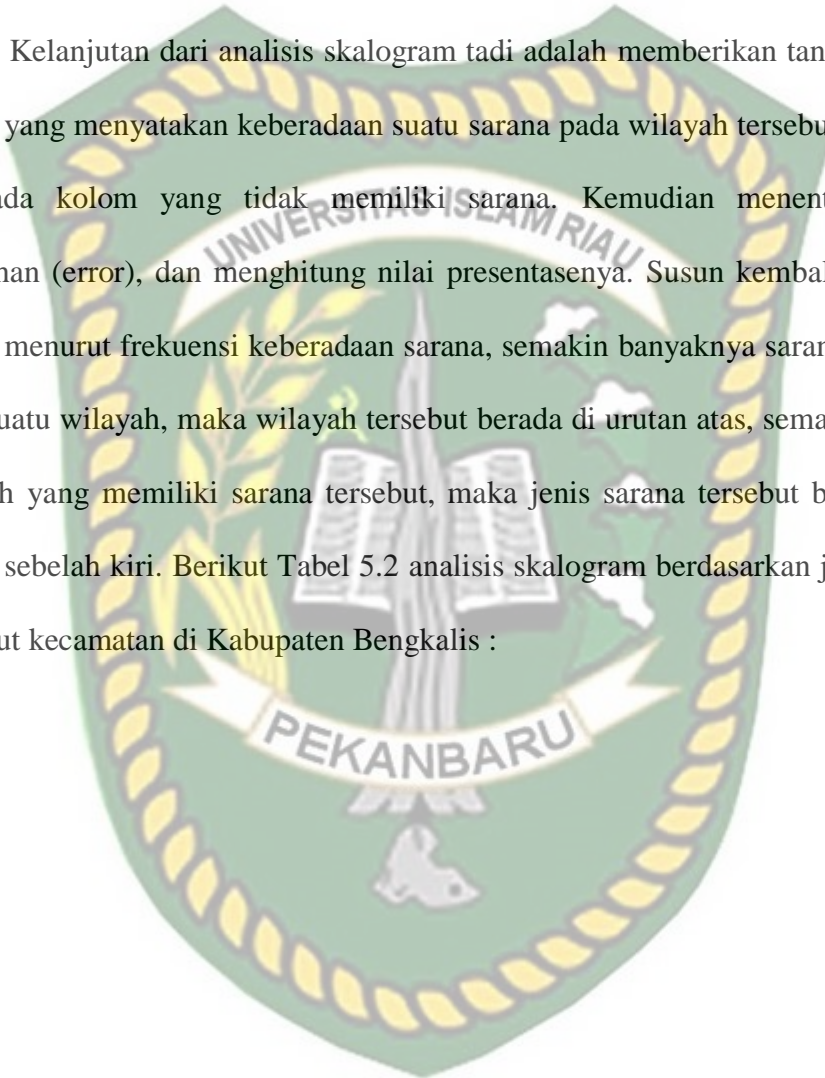 Kelanjutan dari analisis skalogram tadi adalah memberikan tan
yang menyatakan keberadaan suatu sarana pada wilayah tersebu
ada kolom yang tidak memiliki sarana. Kemudian menent
UNIVERSITAS ISLAM RIAU
han (error), dan menghitung nilai presentasenya. Susun kembal
menurut frekuensi keberadaan sarana, semakin banyaknya saran
uatu wilayah, maka wilayah tersebut berada di urutan atas, sema
h yang memiliki sarana tersebut, maka jenis sarana tersebut b
sebelah kiri. Berikut Tabel 5.2 analisis skalogram berdasarkan j
ut kecamatan di Kabupaten Bengkalis :
PEKANBARU